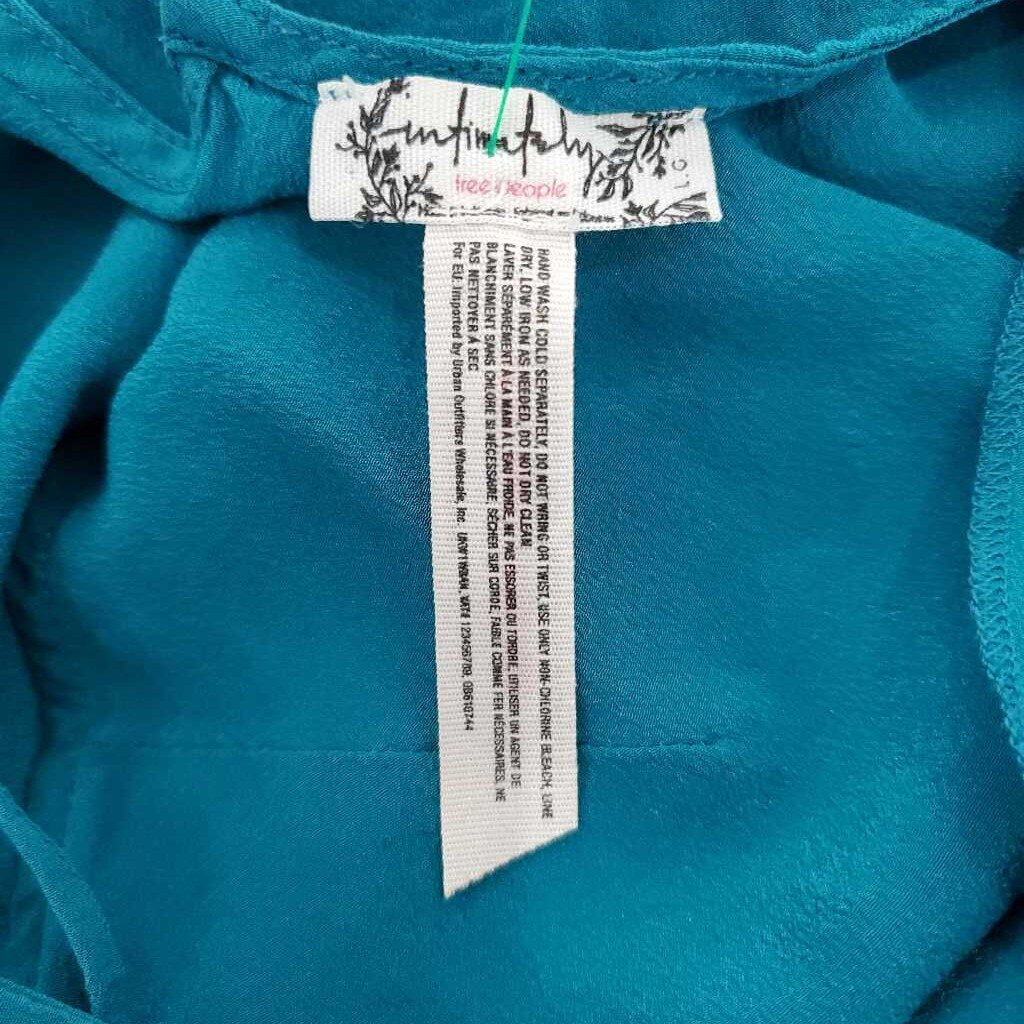 intimately
free people
HAND WASH COLD SEPARATELY, DO NOT WRING OR TWIST, USE ONLY NON-CHLORINE BLEACH, LINE
DRY, LOW IRON AS NEEDED, DO NOT DRY CLEAN
LAVER SÉPARÉMENT À LA MAIN À L'EAU FROIDE, NE PAS ESSORER OU TORDRE, UTILISER UN AGENT DE
BLANCHIMENT SANS CHLORE SI NÉCESSAIRE, SÉCHER SUR CORDE, FAIBLE COMME FER NÉCESSAIRES, NE
PAS NETTOYER À SEC
For EU. Imported by Urban Outfitters Wholesale, Inc. VAT# 123456789,